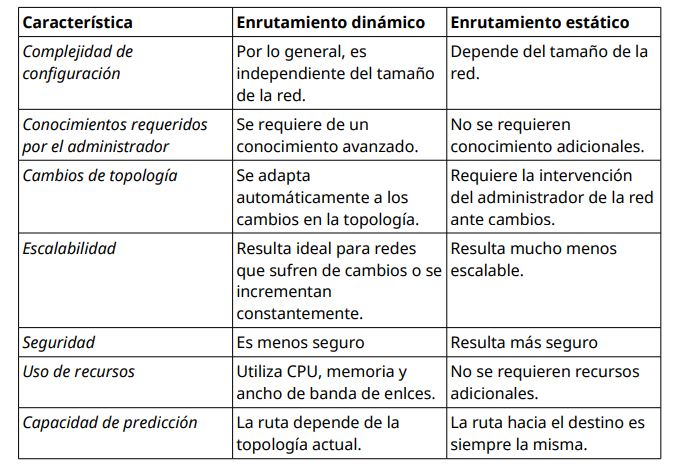 Característica Enrutamiento dinámico Enrutamiento estático
Complejidad de
configuración
Por lo general, es
independiente del tamaño
de la red.
Depende del tamaño de la
red.
Conocimientos requeridos
por el administrador
Se requiere de un
conocimiento avanzado.
No se requieren
conocimiento adicionales.
Cambios de topología
Se adapta
automáticamente a los
cambios en la topología.
Requiere la intervención
del administrador de la red
ante cambios.
Escalabilidad
Resulta ideal para redes
que sufren de cambios o se
incrementan
constantemente.
Resulta mucho menos
escalable.
Seguridad
Es menos seguro
Resulta más seguro
Uso de recursos
Utiliza CPU, memoria y
ancho de banda de enlces.
No se requieren recursos
adicionales.
Capacidad de predicción
La ruta depende de la
topología actual.
La ruta hacia el destino es
siempre la misma.